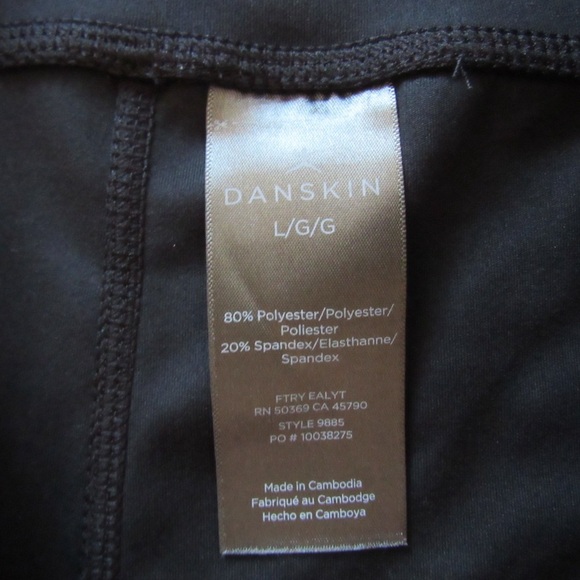 DANSKIN
L/G/G
80% Polyester/Polyester/
Poliester
20% Spandex/Elasthanne/
Spandex
FTRY EALYT
RN 50369 CA 45790
STYLE 9885
PO # 10038275
Made in Cambodia
Fabriqué au Cambodge
Hecho en Camboya